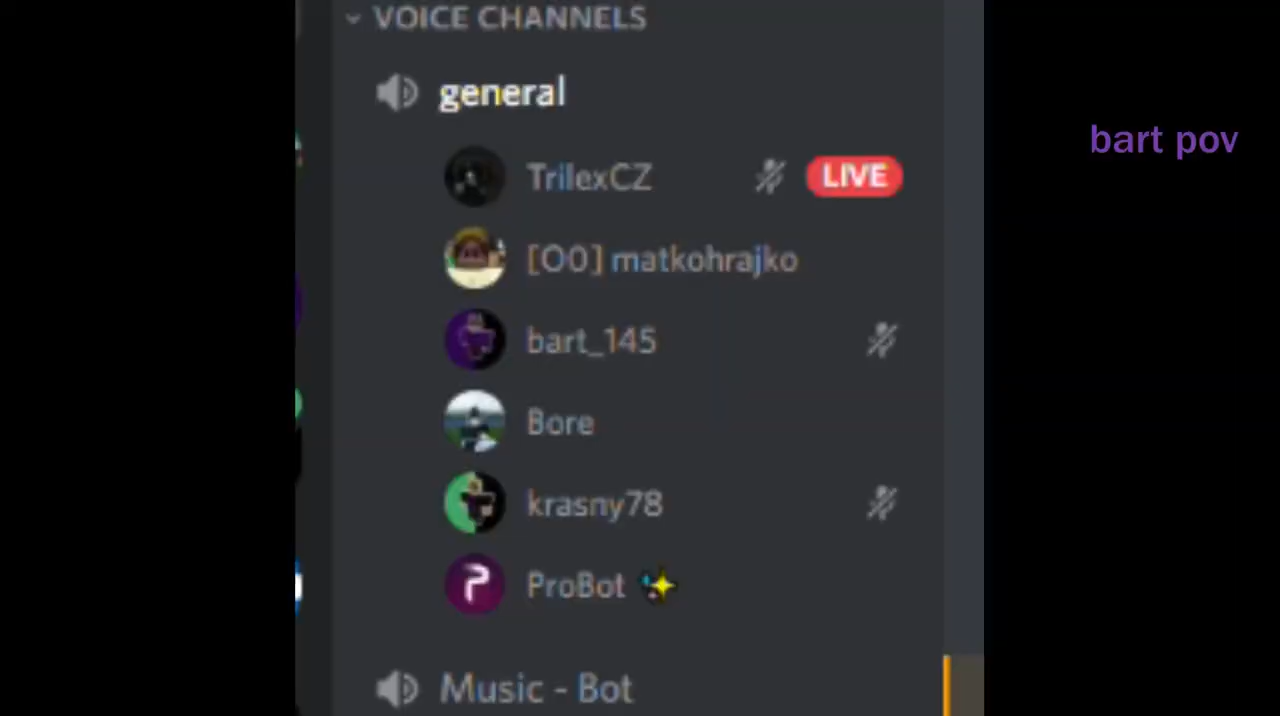 VOICE CHANNELS
general
bart pov
TrilexCZ LIVE
[O0] matkohrajko
bart_145
Bore
krasny78
ProBot ✨
Music - Bot